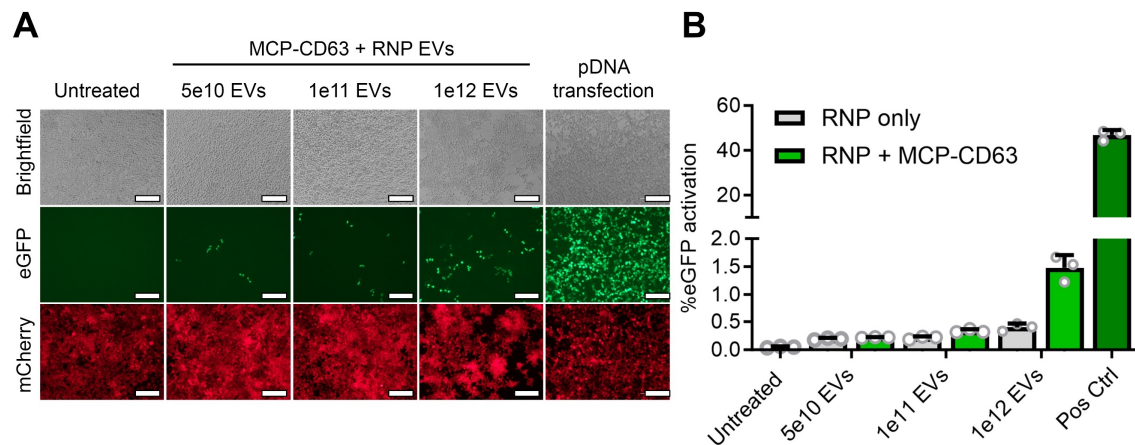 A
MCP-CD63 + RNP EVs
Untreated
5e10 EVs
1e11 EVs
1e12 EVs
pDNA
transfection
Brightfield
eGFP
mCherry
B
%eGFP activation
60
40
20
2.0
1.5
1.0
0.5
0.0
RNP only
RNP + MCP-CD63
Untreated
5e10 EVs
1e11 EVs
1e12 EVs
Pos Ctrl